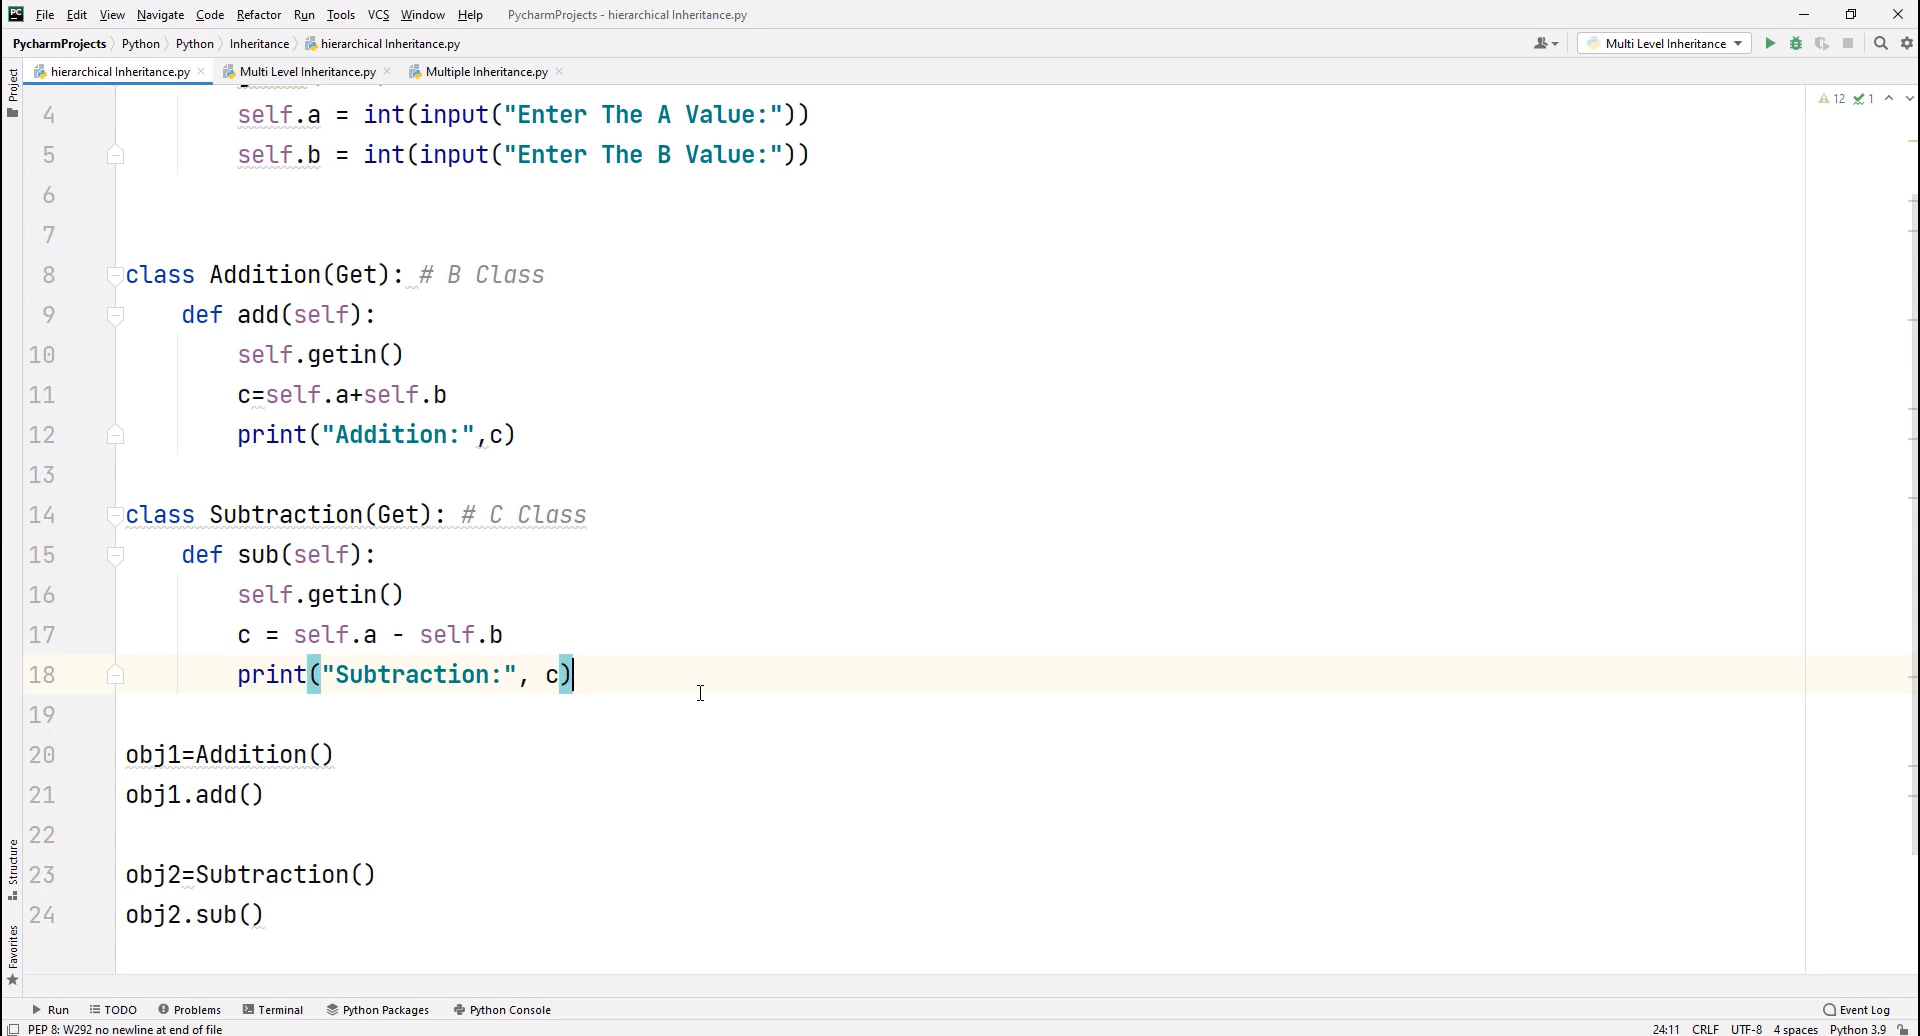 PC File Edit View Navigate Code Refactor Run Tools VCS Window Help PycharmProjects - hierarchical Inheritance.py
PycharmProjects Python Python Inheritance hierarchical Inheritance.py Multi Level Inheritance
hierarchical Inheritance.py Multi Level Inheritance.py Multiple Inheritance.py
Project
12 1
4 self.a = int(input("Enter The A Value:"))
5 self.b = int(input("Enter The B Value:"))
6
7
8 class Addition(Get): # B Class
9 def add(self):
10 self.getin()
11 c=self.a+self.b
12 print("Addition:",c)
13
14 class Subtraction(Get): # C Class
15 def sub(self):
16 self.getin()
17 c = self.a - self.b
18 print("Subtraction:", c)
19
20 obj1=Addition()
21 obj1.add()
22
23 obj2=Subtraction()
24 obj2.sub()
Structure
Favorites
Run TODO Problems Terminal Python Packages Python Console Event Log
PEP 8: W292 no newline at end of file 24:11 CRLF UTF-8 4 spaces Python 3.9